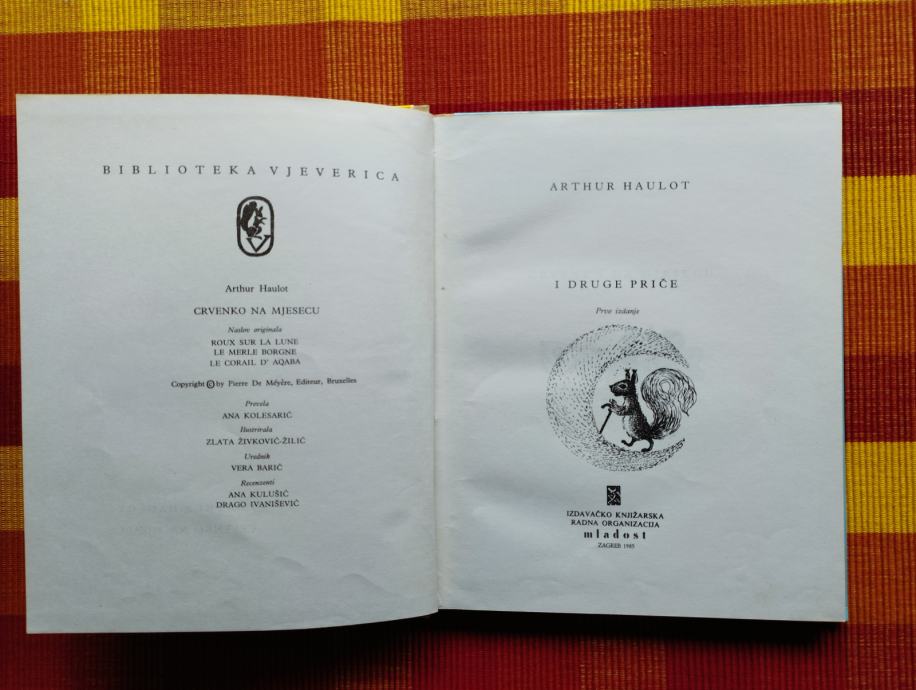 BIBLIOTEKA VJEVERICA
V
Arthur Haulot
CRVENKO NA MJESECU
Naslov originala
ROUX SUR LA LUNE
LE MERLE BORGNE
LE CORAIL D' AQABA
Copyright © by Pierre De Méyère, Editeur, Bruxelles
Prevela
ANA KOLESARIĆ
Ilustrirala
ZLATA ŽIVKOVIĆ-ŽILIĆ
Urednik
VERA BARIĆ
Recenzenti
ANA KULUŠIĆ
DRAGO IVANIŠEVIĆ
ARTHUR HAULOT
I DRUGE PRIČE
Prvo izdanje
IZDAVAČKO KNJIŽARSKA
RADNA ORGANIZACIJA
mladost
ZAGREB 1985